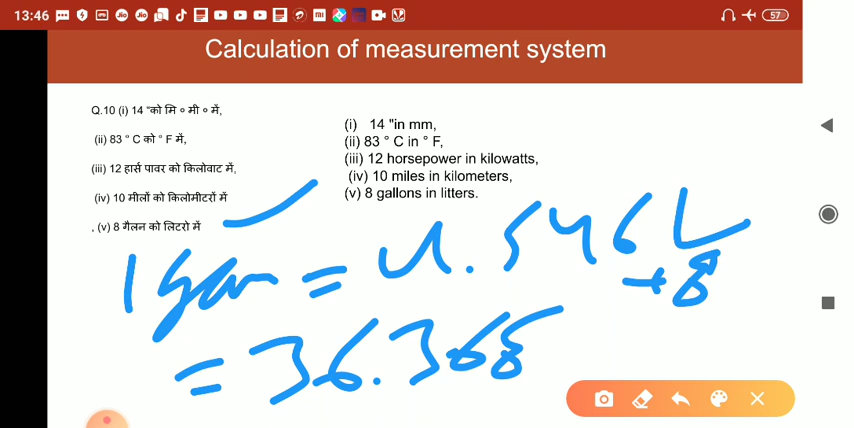 13:46
57
Calculation of measurement system
Q.10 (i) 14 "को मि ० मी ० में,
(ii) 83 ° C को ° F में,
(iii) 12 हार्स पावर को किलोवाट में,
(iv) 10 मीलों को किलोमीटरों में
, (v) 8 गैलन को लिटरो में
(i) 14 "in mm,
(ii) 83 ° C in ° F,
(iii) 12 horsepower in kilowatts,
(iv) 10 miles in kilometers,
(v) 8 gallons in litters.
1 = 4.546 L
8
= 36.368